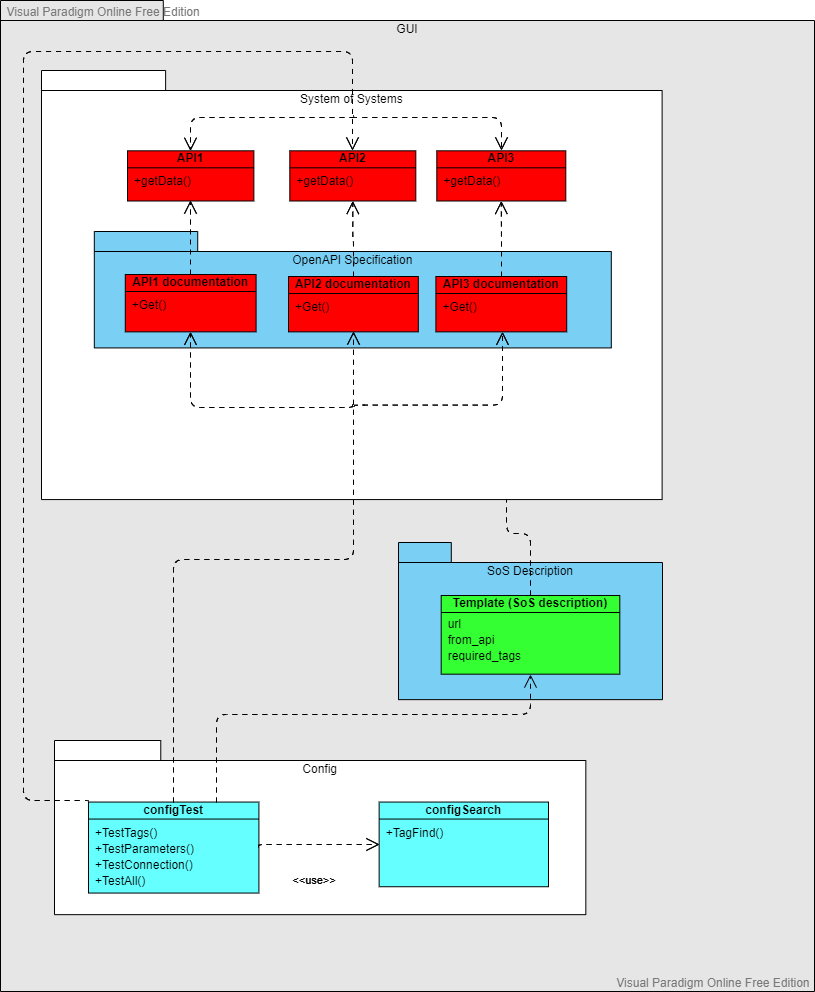 Visual Paradigm Online Free Edition
GUI
System of Systems
API1
+getData()
API2
+getData()
API3
+getData()
OpenAPI Specification
API1 documentation
+Get()
API2 documentation
+Get()
API3 documentation
+Get()
SoS Description
Template (SoS description)
url
from_api
required_tags
Config
configTest
+TestTags()
+TestParameters()
+TestConnection()
+TestAll()
<<use>>
configSearch
+TagFind()
Visual Paradigm Online Free Edition